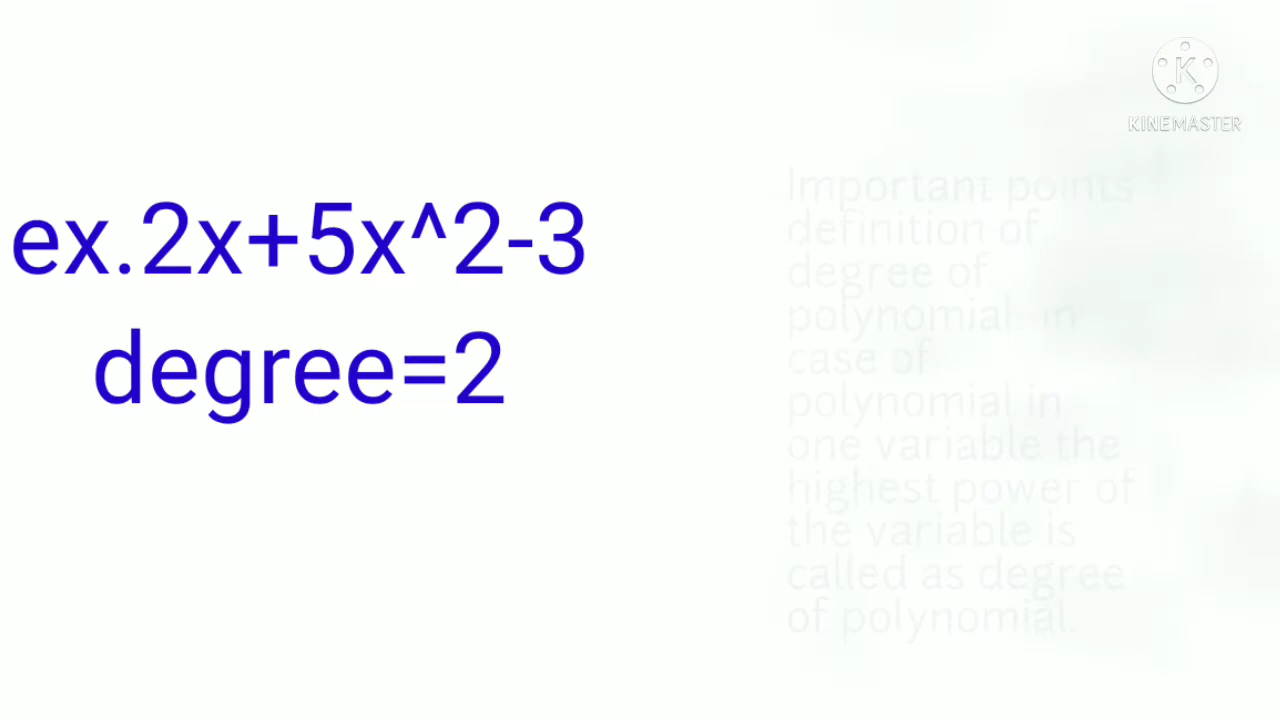 ex.2x+5x^2-3
degree=2
KINEMASTER
Important points
definition of
degree of
polynomial in
case of
polynomial in
one variable the
highest power of
the variable is
called as degree
of polynomial.